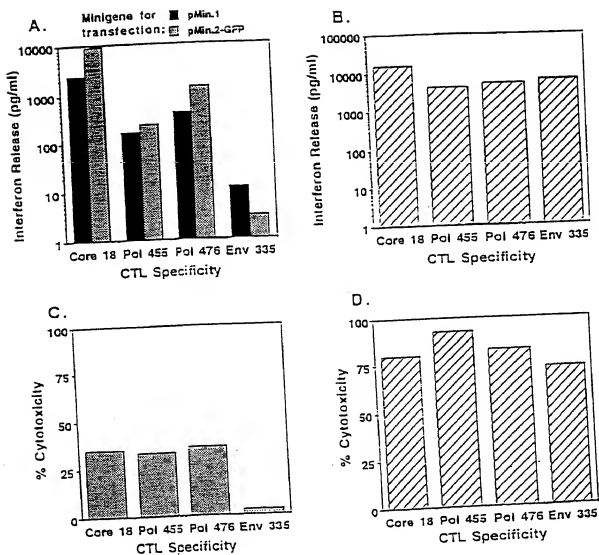 A.
Minigene for
transfection:
pMin.1
pMin.2-GFP
Interferon Release (pg/ml)
10000
1000
100
10
1
Core 18 Pol 455 Pol 476 Env 335
CTL Specificity
B.
Interferon Release (pg/ml)
100000
10000
1000
100
10
1
Core 18 Pol 455 Pol 476 Env 335
CTL Specificity
C.
% Cytotoxicity
100
75
50
25
0
Core 18 Pol 455 Pol 476 Env 335
CTL Specificity
D.
% Cytotoxicity
100
75
50
25
0
Core 18 Pol 455 Pol 476 Env 335
CTL Specificity